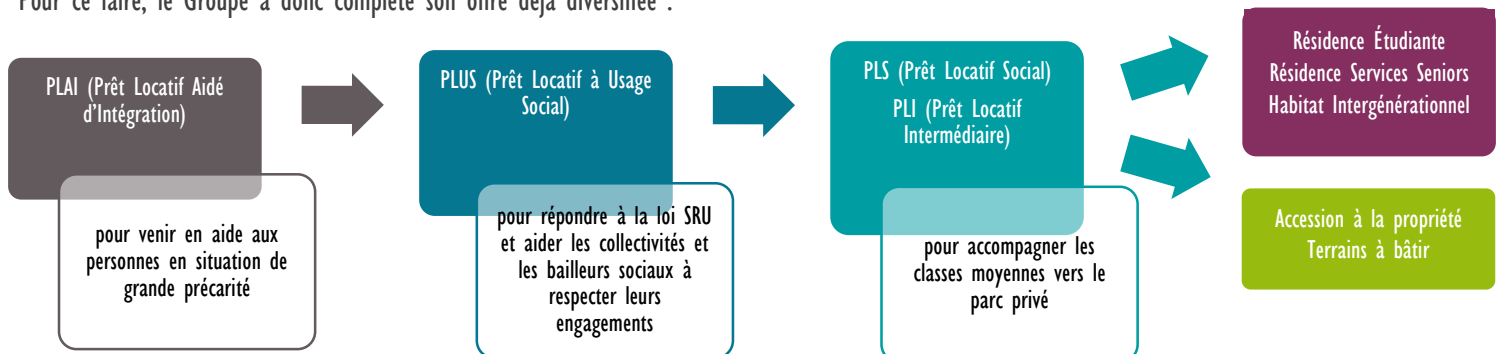 Pour ce faire, le Groupe a donc complété son offre déjà diversifiée :
PLAI (Prêt Locatif Aidé
d'Intégration)
pour venir en aide aux
personnes en situation de
grande précarité
PLUS (Prêt Locatif à Usage
Social)
pour répondre à la loi SRU
et aider les collectivités et
les bailleurs sociaux à
respecter leurs
engagements
PLS (Prêt Locatif Social)
PLI (Prêt Locatif
Intermédiaire)
pour accompagner les
classes moyennes vers le
parc privé
Résidence Étudiante
Résidence Services Seniors
Habitat Intergénérationnel
Accession à la propriété
Terrains à bâtir